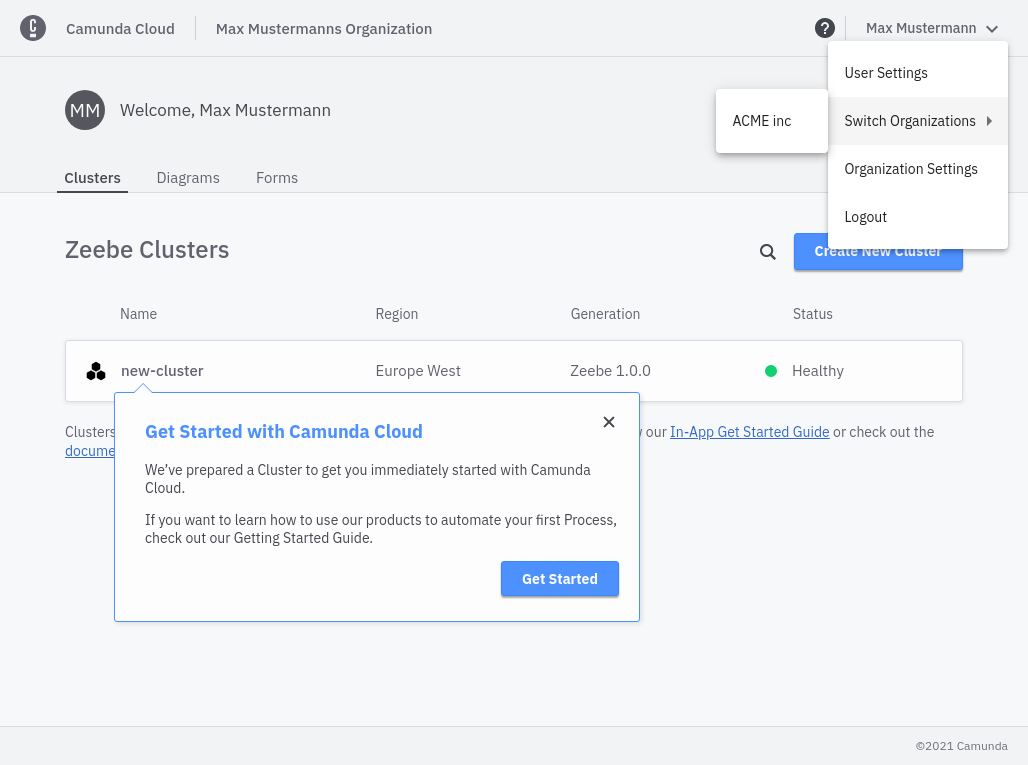 Camunda Cloud
Max Mustermanns Organization
?
Max Mustermann
User Settings
Switch Organizations
ACME inc
Organization Settings
Logout
MM
Welcome, Max Mustermann
Clusters
Diagrams
Forms
Zeebe Clusters
Create New Cluster
Name Region Generation Status
new-cluster Europe West Zeebe 1.0.0 Healthy
Clusters our In-App Get Started Guide or check out the
docume
Get Started with Camunda Cloud
We’ve prepared a Cluster to get you immediately started with Camunda
Cloud.
If you want to learn how to use our products to automate your first Process,
check out our Getting Started Guide.
Get Started
©2021 Camunda